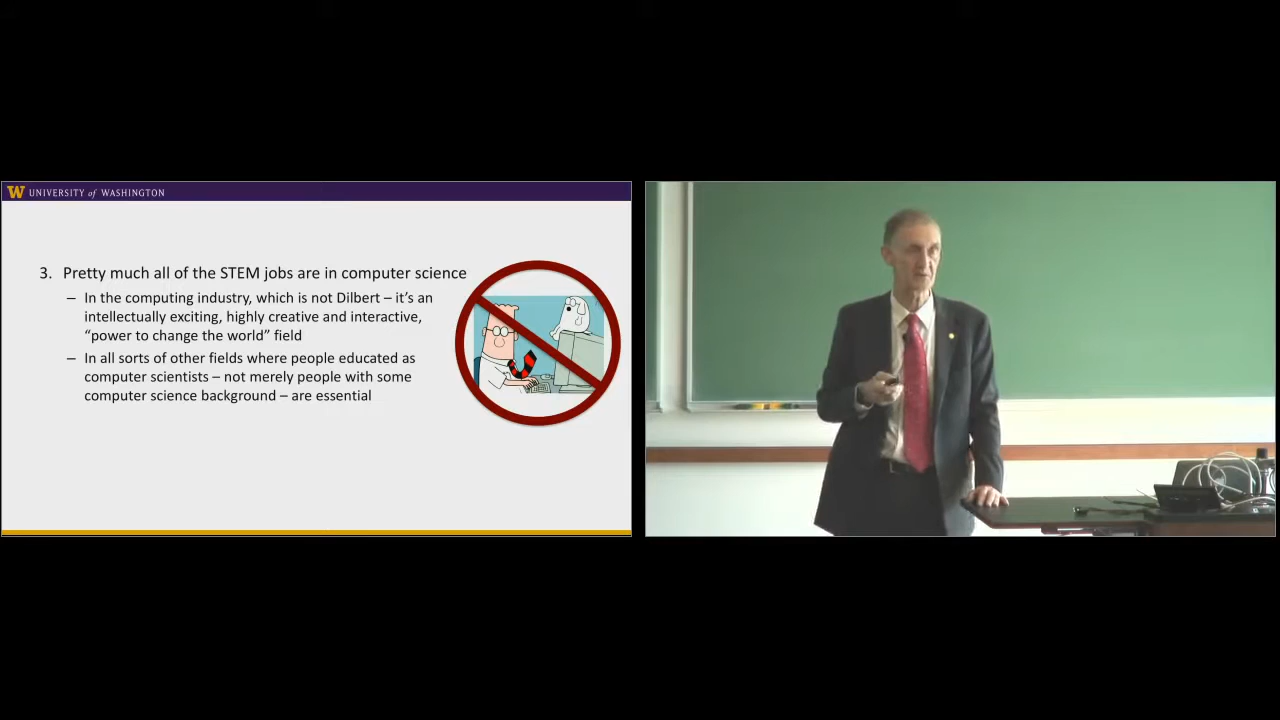 W UNIVERSITY of WASHINGTON
3. Pretty much all of the STEM jobs are in computer science
– In the computing industry, which is not Dilbert – it’s an
intellectually exciting, highly creative and interactive,
“power to change the world” field
– In all sorts of other fields where people educated as
computer scientists – not merely people with some
computer science background – are essential